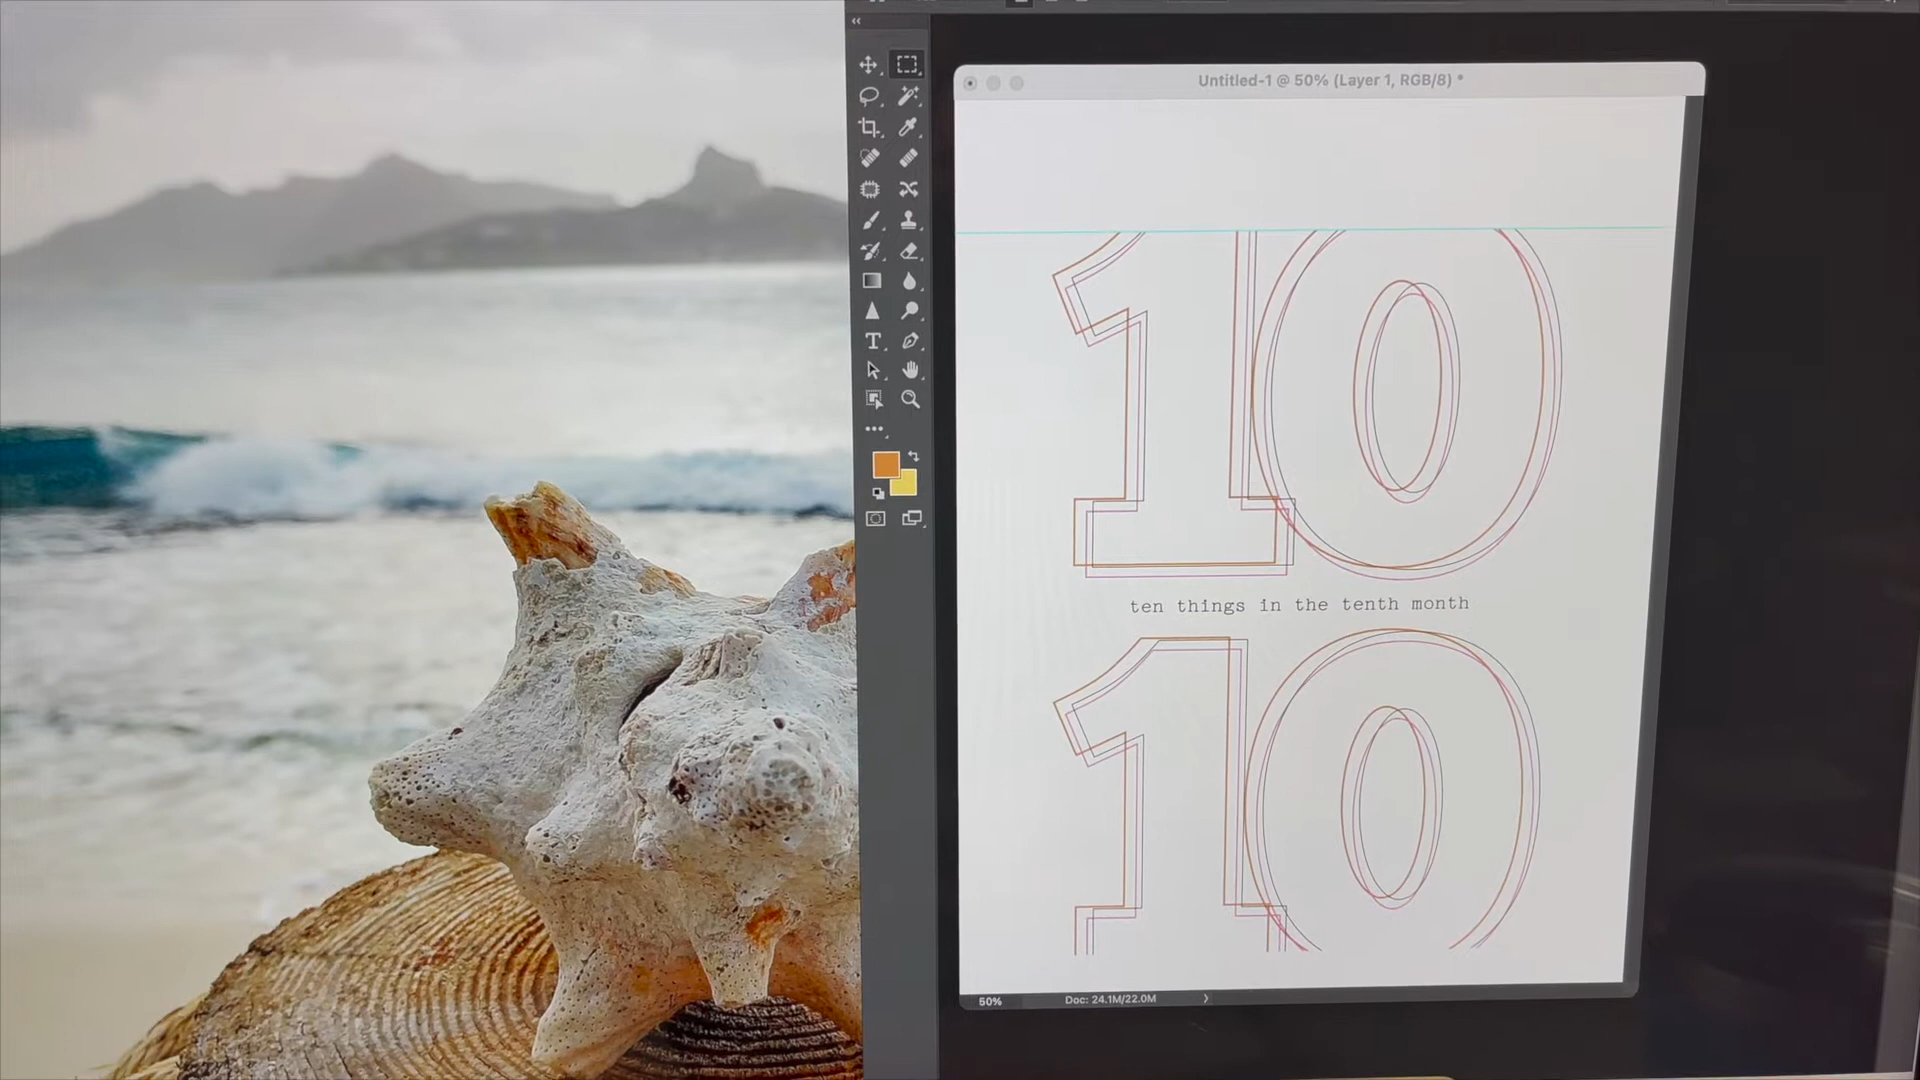 Untitled-1 @ 50% (Layer 1, RGB/8) *
10
ten things in the tenth month
10
50%
Doc: 24.1M/22.0M